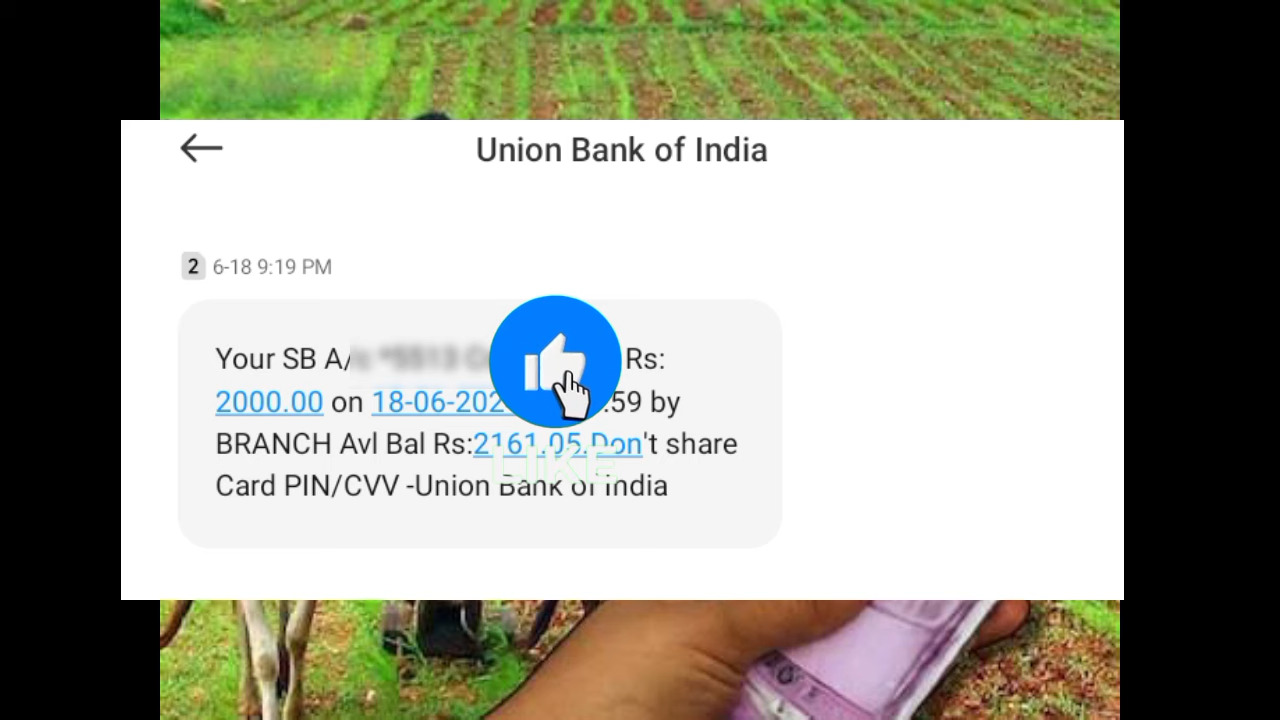 Union Bank of India
2 6-18 9:19 PM
Your SB A/ Rs:
2000.00 on 18-06-202 :59 by
BRANCH Avl Bal Rs:2161.05.Don't share
Card PIN/CVV -Union Bank of India
LIKE